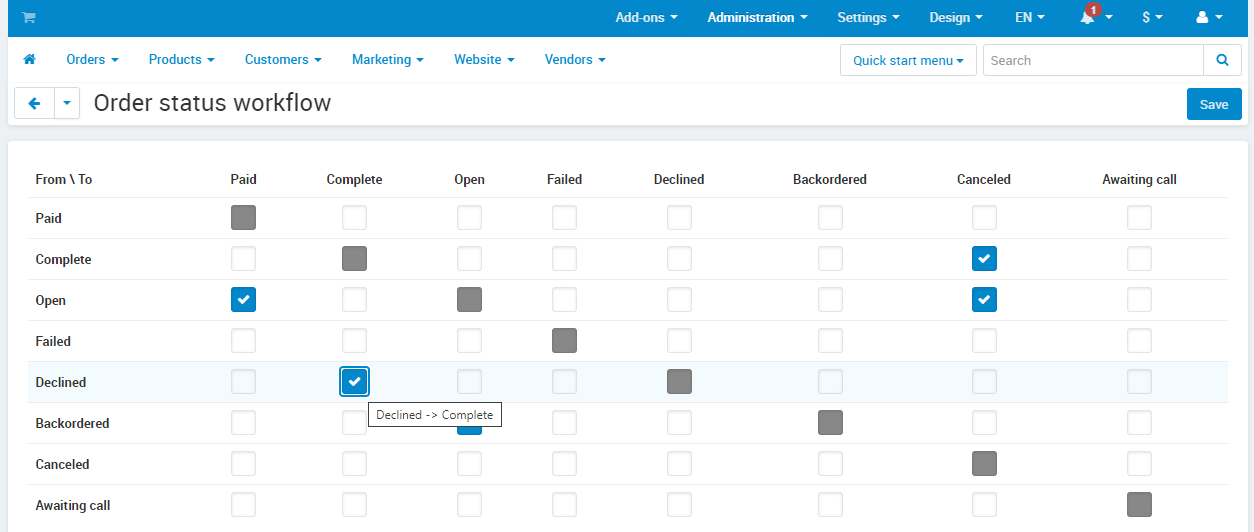 Add-ons Administration Settings Design EN 1 $
Orders Products Customers Marketing Website Vendors Quick start menu Search
Order status workflow Save
From \ To Paid Complete Open Failed Declined Backordered Canceled Awaiting call
Paid
Complete
Open
Failed
Declined
Declined -> Complete
Backordered
Canceled
Awaiting call